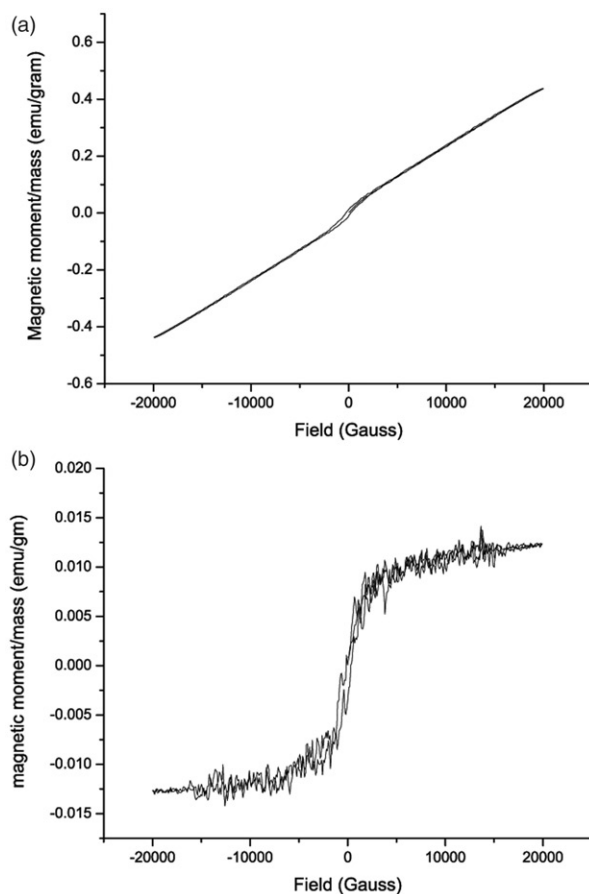 (a)
0.6
0.4
0.2
0.0
-0.2
-0.4
-0.6
Magnetic moment/mass (emu/gram)
-20000 -10000 0 10000 20000
Field (Gauss)
(b)
0.020
0.015
0.010
0.005
0.000
-0.005
-0.010
-0.015
magnetic moment/mass (emu/gm)
-20000 -10000 0 10000 20000
Field (Gauss)